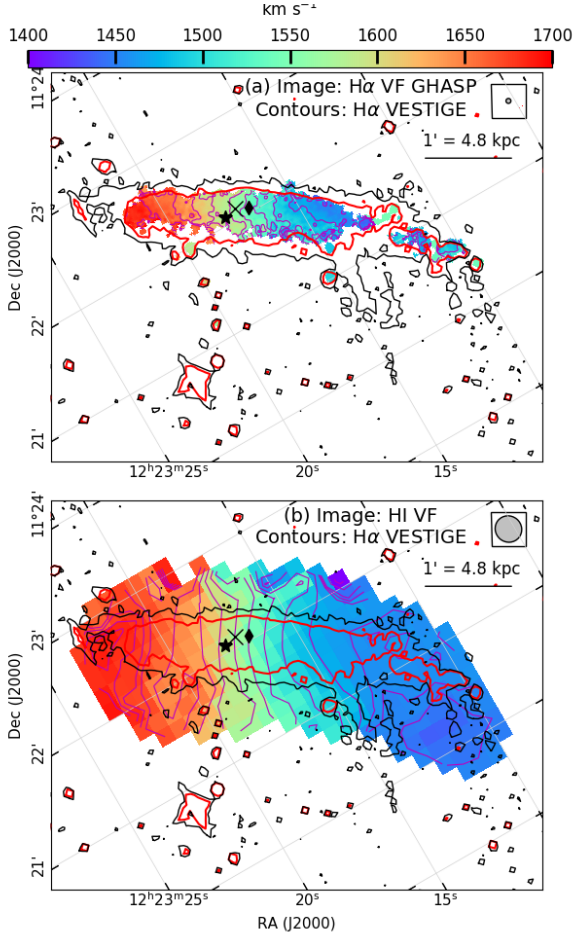 km s⁻¹
1400 1450 1500 1550 1600 1650 1700
(a) Image: Hα VF GHASP
Contours: Hα VESTIGE
1' = 4.8 kpc
11°24'
23'
22'
21'
Dec (J2000)
12ʰ23ᵐ25ˢ 20ˢ 15ˢ
(b) Image: HI VF
Contours: Hα VESTIGE
1' = 4.8 kpc
11°24'
23'
22'
21'
Dec (J2000)
12ʰ23ᵐ25ˢ 20ˢ 15ˢ
RA (J2000)